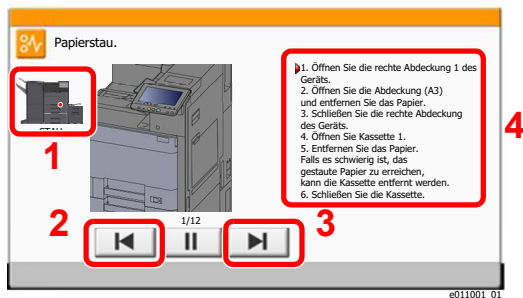 Papierstau.
1. Öffnen Sie die rechte Abdeckung 1 des
Geräts.
2. Öffnen Sie die Abdeckung (A3)
und entfernen Sie das Papier.
3. Schließen Sie die rechte Abdeckung
des Geräts.
4. Öffnen Sie Kassette 1.
5. Entfernen Sie das Papier.
Falls es schwierig ist, das
gestaute Papier zu erreichen,
kann die Kassette entfernt werden.
6. Schließen Sie die Kassette.
4
STAU
1
1/12
2
3
e011001_01